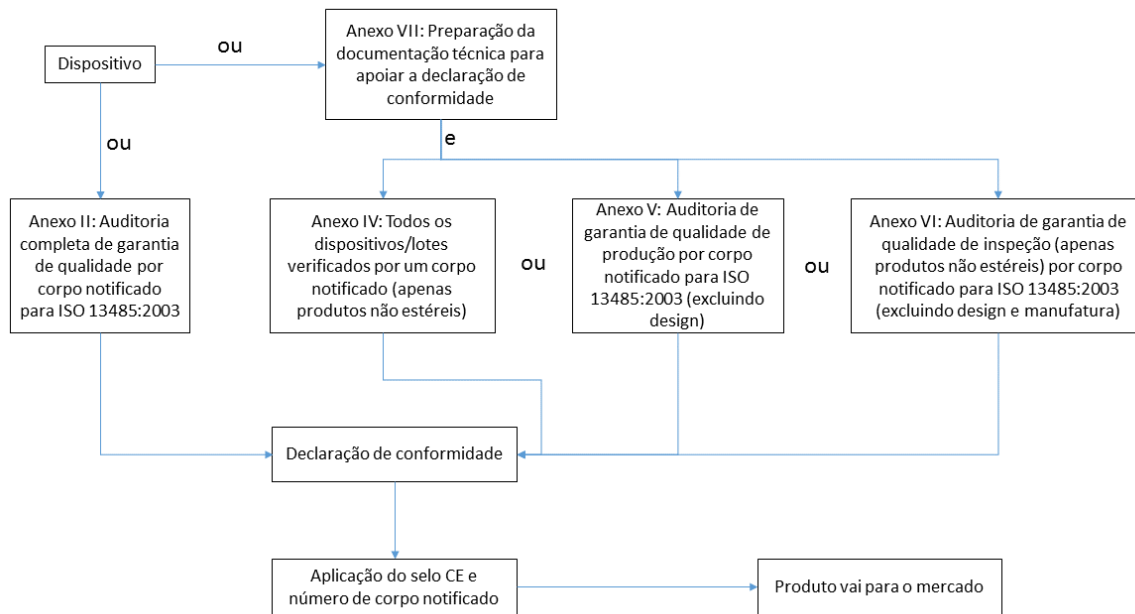 Anexo VII: Preparação da
documentação técnica para
apoiar a declaração de
conformidade
ou
Dispositivo
ou
e
Anexo II: Auditoria
completa de garantia
de qualidade por
corpo notificado
para ISO 13485:2003
Anexo IV: Todos os
dispositivos/lotes
verificados por um corpo
notificado (apenas
produtos não estéreis)
ou
Anexo V: Auditoria de
garantia de qualidade de
produção por corpo
notificado para ISO
13485:2003 (excluindo
design)
ou
Anexo VI: Auditoria de garantia de
qualidade de inspeção (apenas
produtos não estéreis) por corpo
notificado para ISO 13485:2003
(excluindo design e manufatura)
Declaração de conformidade
Aplicação do selo CE e
número de corpo notificado
Produto vai para o mercado